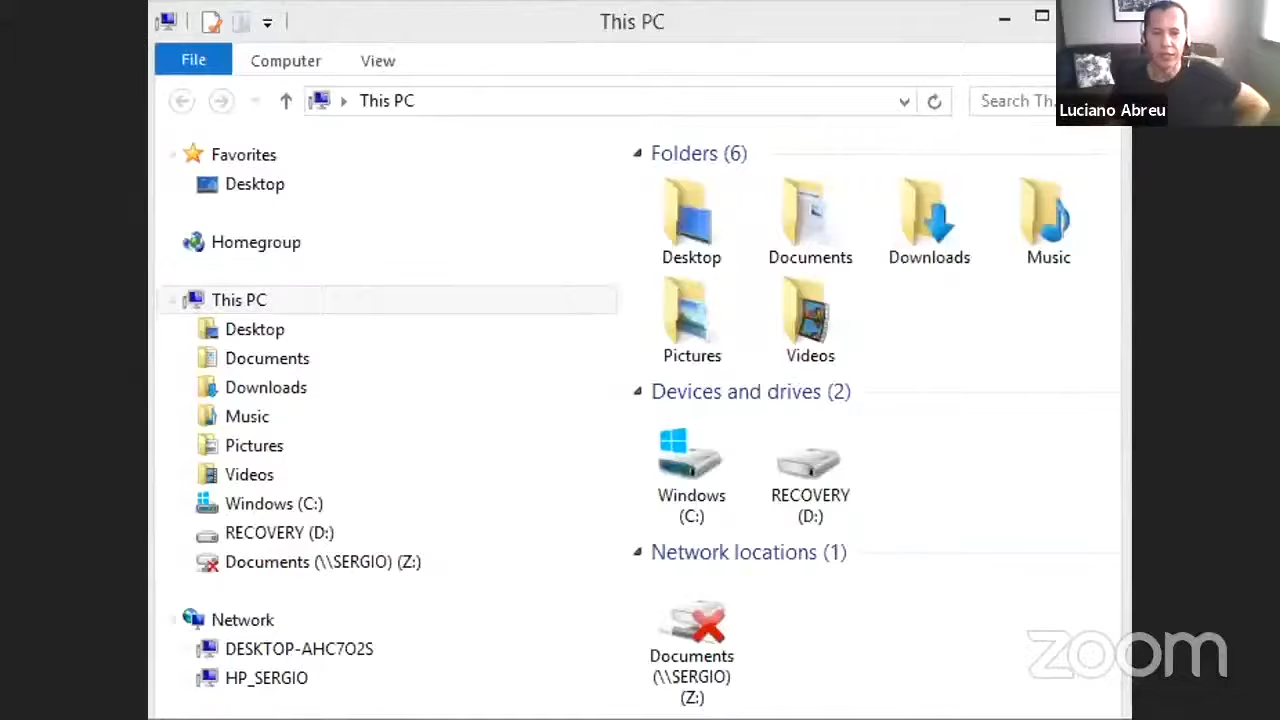 This PC
File
Computer
View
This PC
Search Th
Luciano Abreu
Favorites
Desktop
Homegroup
This PC
Desktop
Documents
Downloads
Music
Pictures
Videos
Windows (C:)
RECOVERY (D:)
Documents (\\SERGIO) (Z:)
Network
DESKTOP-AHC7O2S
HP_SERGIO
Folders (6)
Desktop
Documents
Downloads
Music
Pictures
Videos
Devices and drives (2)
Windows
(C:)
RECOVERY
(D:)
Network locations (1)
Documents
(\\SERGIO)
(Z:)
zoom